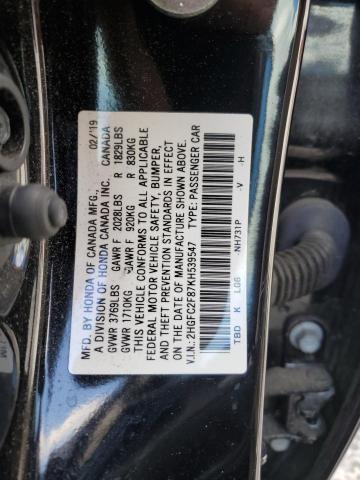 MFD. BY HONDA OF CANADA MFG., 02/'19
A DIVISION OF HONDA CANADA INC. CANADA
GVWR 3769LBS GAWR F 2028LBS R 1829LBS
GVWR 1710KG GAWR F 920KG R 830KG
THIS VEHICLE CONFORMS TO ALL APPLICABLE
FEDERAL MOTOR VEHICLE SAFETY, BUMPER,
AND THEFT PREVENTION STANDARDS IN EFFECT
ON THE DATE OF MANUFACTURE SHOWN ABOVE.
V.I.N.: 2HGFC2F87KH539547 TYPE: PASSENGER CAR
TBD K LLGG NH731P V H